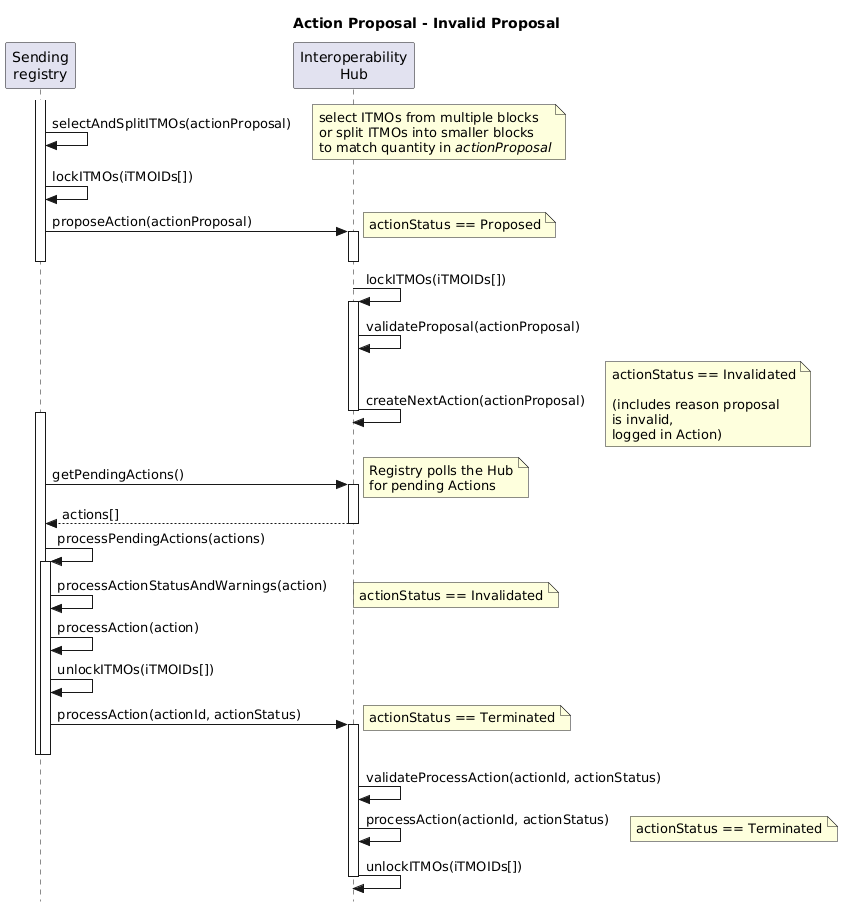 Action Proposal - Invalid Proposal
Sending
registry
Interoperability
Hub
selectAndSplitITMOs(actionProposal)
select ITMOs from multiple blocks
or split ITMOs into smaller blocks
to match quantity in actionProposal
lockITMOs(iTMOIDs[])
proposeAction(actionProposal)
actionStatus == Proposed
lockITMOs(iTMOIDs[])
validateProposal(actionProposal)
createNextAction(actionProposal)
actionStatus == Invalidated
(includes reason proposal
is invalid,
logged in Action)
getPendingActions()
Registry polls the Hub
for pending Actions
actions[]
processPendingActions(actions)
processActionStatusAndWarnings(action)
actionStatus == Invalidated
processAction(action)
unlockITMOs(iTMOIDs[])
processAction(actionId, actionStatus)
actionStatus == Terminated
validateProcessAction(actionId, actionStatus)
processAction(actionId, actionStatus)
actionStatus == Terminated
unlockITMOs(iTMOIDs[])